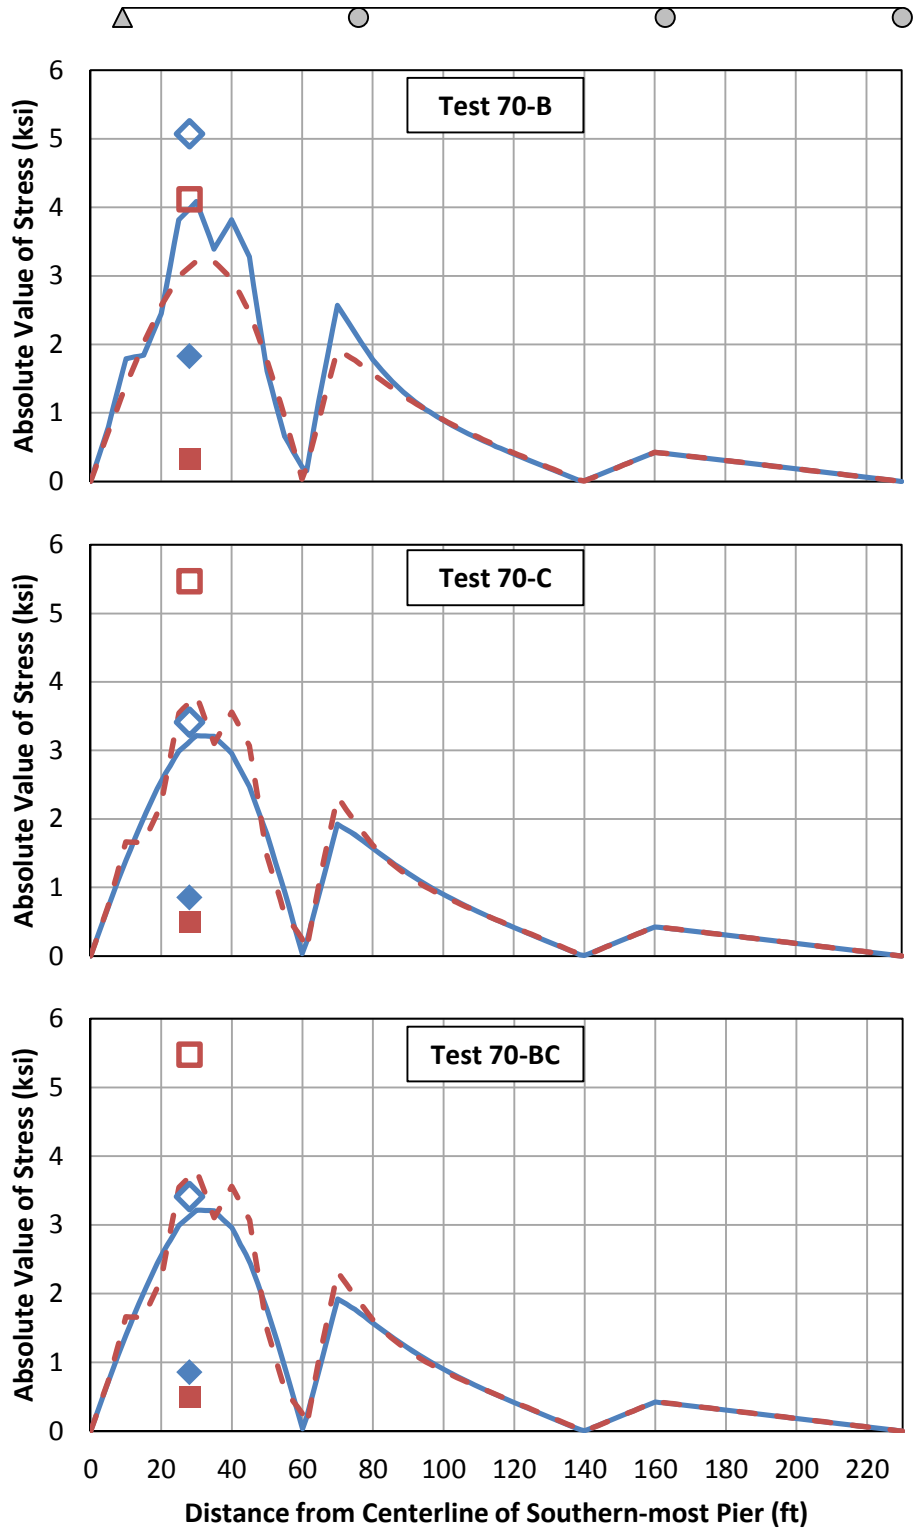 Test 70-B
Absolute Value of Stress (ksi)
6
5
4
3
2
1
0
Test 70-C
Absolute Value of Stress (ksi)
6
5
4
3
2
1
0
Test 70-BC
Absolute Value of Stress (ksi)
6
5
4
3
2
1
0
0 20 40 60 80 100 120 140 160 180 200 220
Distance from Centerline of Southern-most Pier (ft)